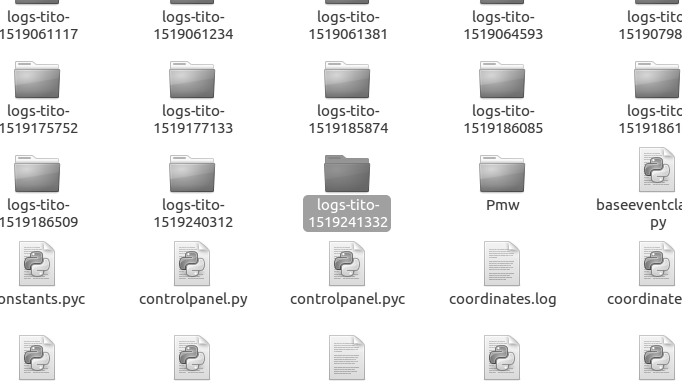 logs-tito- logs-tito- logs-tito- logs-tito- logs-tito
1519061117 1519061234 1519061381 1519064593 15190798
logs-tito- logs-tito- logs-tito- logs-tito- logs-tito
1519175752 1519177133 1519185874 1519186085 15191861
logs-tito- logs-tito- logs-tito- Pmw baseeventcla
1519186509 1519240312 1519241332 py
onstants.pyc controlpanel.py controlpanel.pyc coordinates.log coordinate